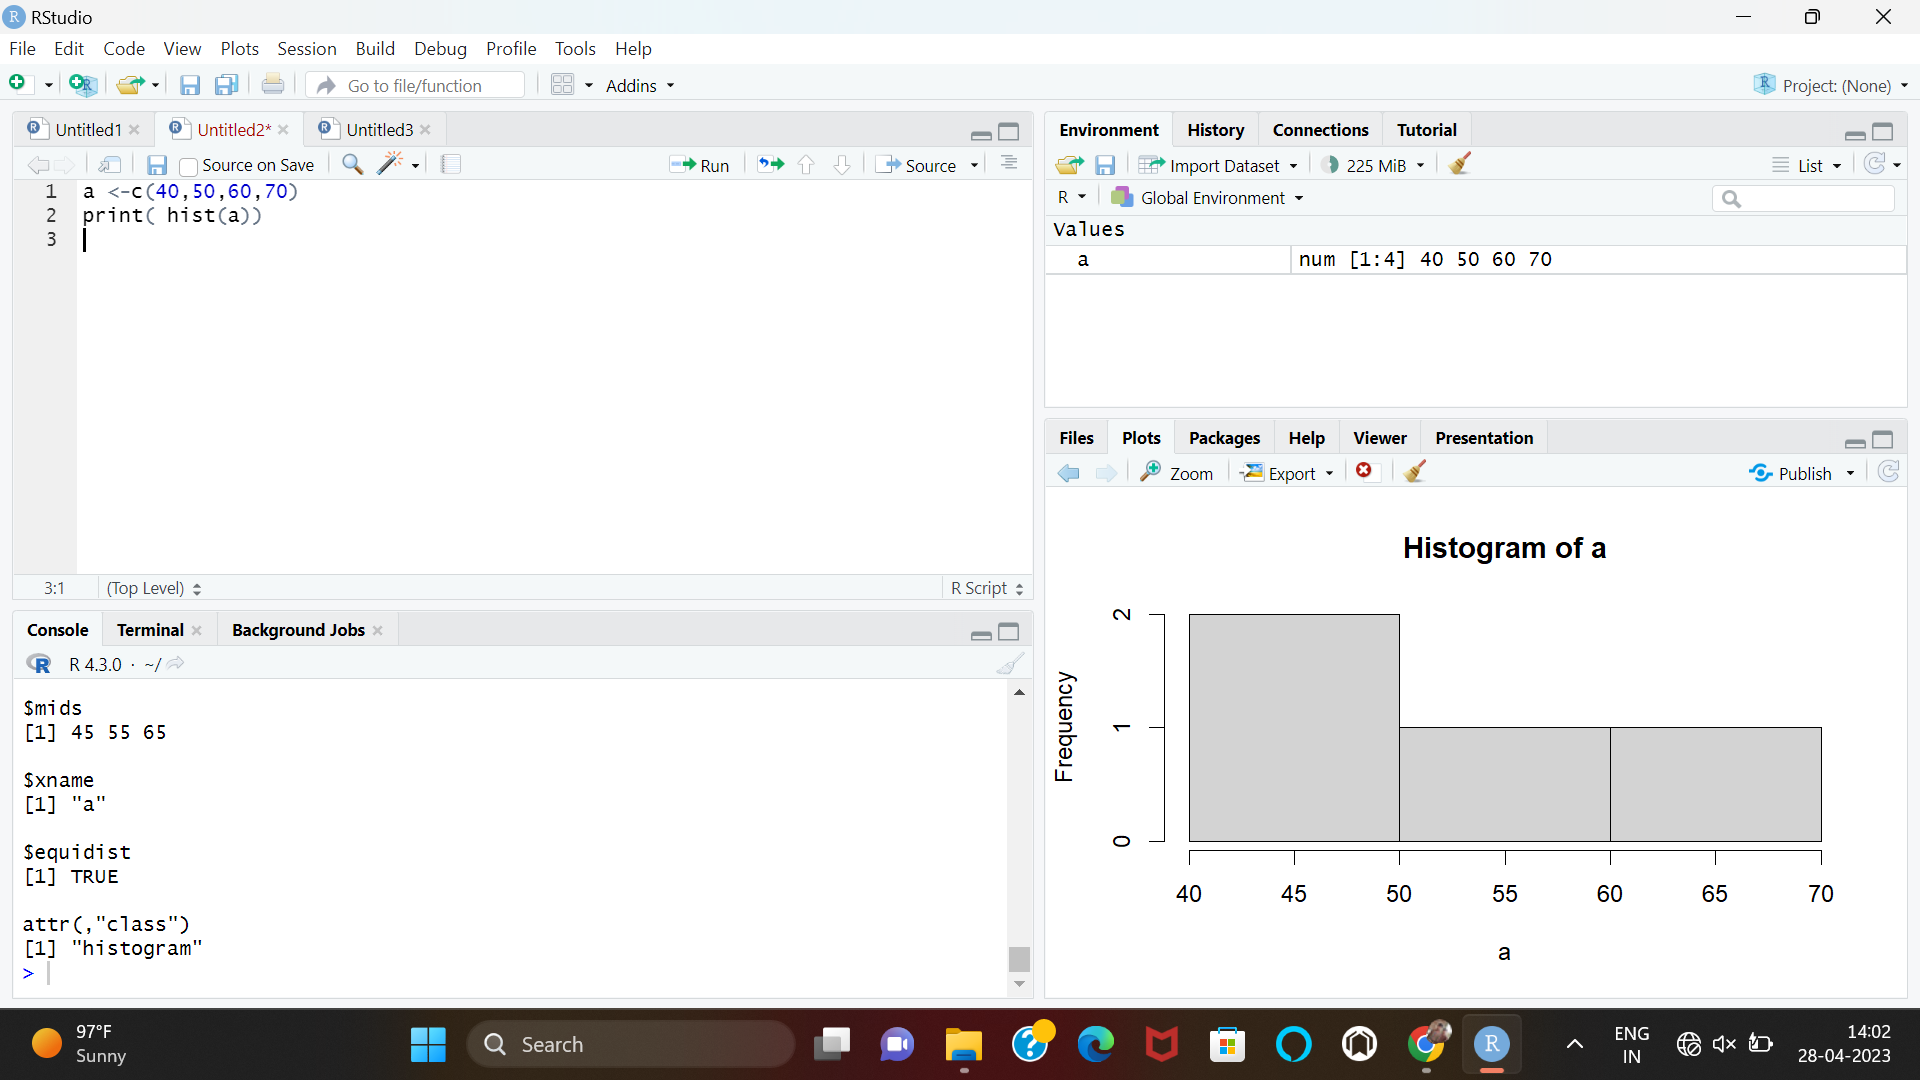 RStudio
File Edit Code View Plots Session Build Debug Profile Tools Help
Go to file/function Addins Project: (None)
Untitled1 Untitled2* Untitled3
Source on Save Run Source
1 a <-c(40,50,60,70)
2 print( hist(a))
3
3:1 (Top Level) R Script
Console Terminal Background Jobs
R 4.3.0 · ~/
$mids
[1] 45 55 65
$xname
[1] "a"
$equidist
[1] TRUE
attr(,"class")
[1] "histogram"
>
Environment History Connections Tutorial
Import Dataset 225 MiB List
R Global Environment
Values
a num [1:4] 40 50 60 70
Files Plots Packages Help Viewer Presentation
Zoom Export Publish
Histogram of a
Frequency
2
1
0
40 45 50 55 60 65 70
a
97°F
Sunny
Search
ENG
IN
14:02
28-04-2023